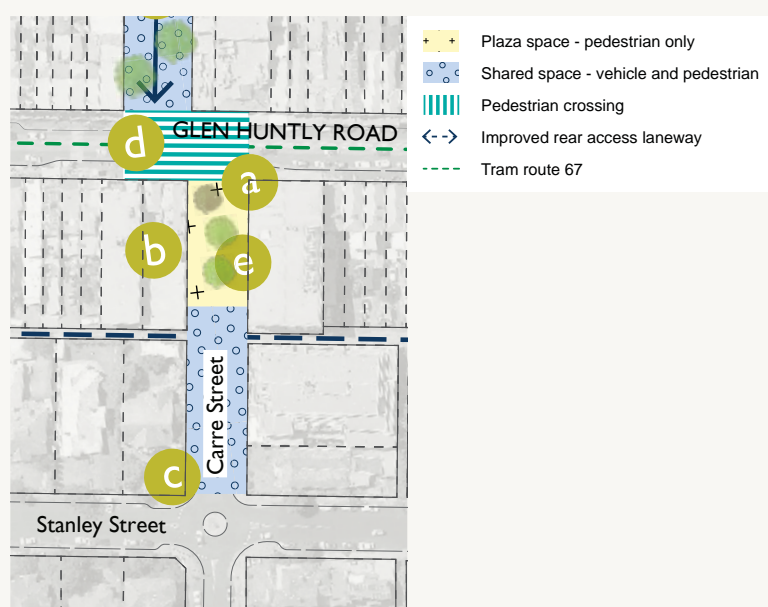 d
GLEN HUNTLY ROAD
a
b
e
Carre Street
c
Stanley Street
Plaza space - pedestrian only
Shared space - vehicle and pedestrian
Pedestrian crossing
Improved rear access laneway
Tram route 67